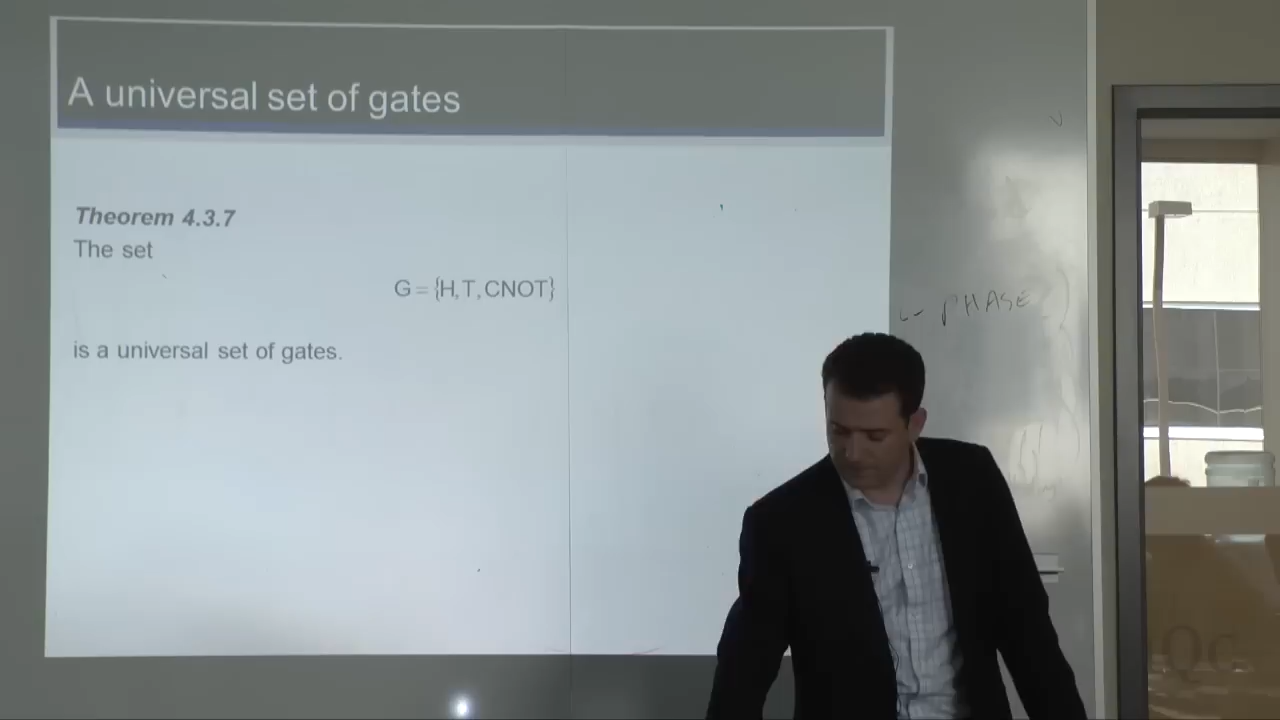 A universal set of gates
Theorem 4.3.7
The set
G = {H,T,CNOT}
is a universal set of gates.
PHASE